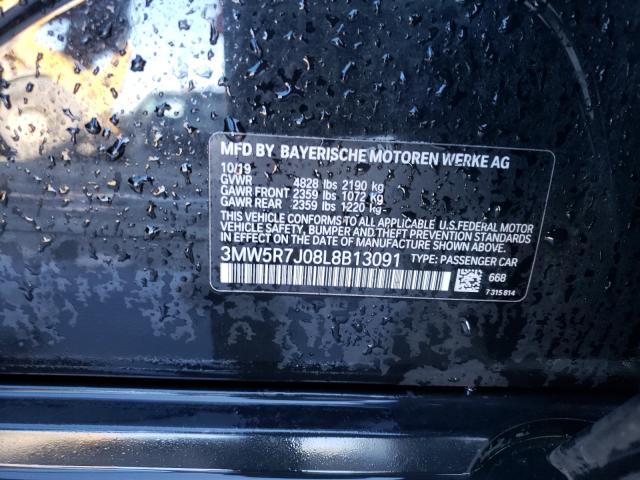 MFD BY BAYERISCHE MOTOREN WERKE AG
10/19
GVWR 4828 lbs 2190 kg
GAWR FRONT 2359 lbs 1072 kg
GAWR REAR 2359 lbs 1220 kg
THIS VEHICLE CONFORMS TO ALL APPLICABLE U.S.FEDERAL MOTOR
VEHICLE SAFETY, BUMPER, AND THEFT PREVENTION STANDARDS
IN EFFECT ON THE DATE OF MANUFACTURE SHOWN ABOVE.
3MW5R7J08L8B13091 TYPE: PASSENGER CAR
668
7 315 814